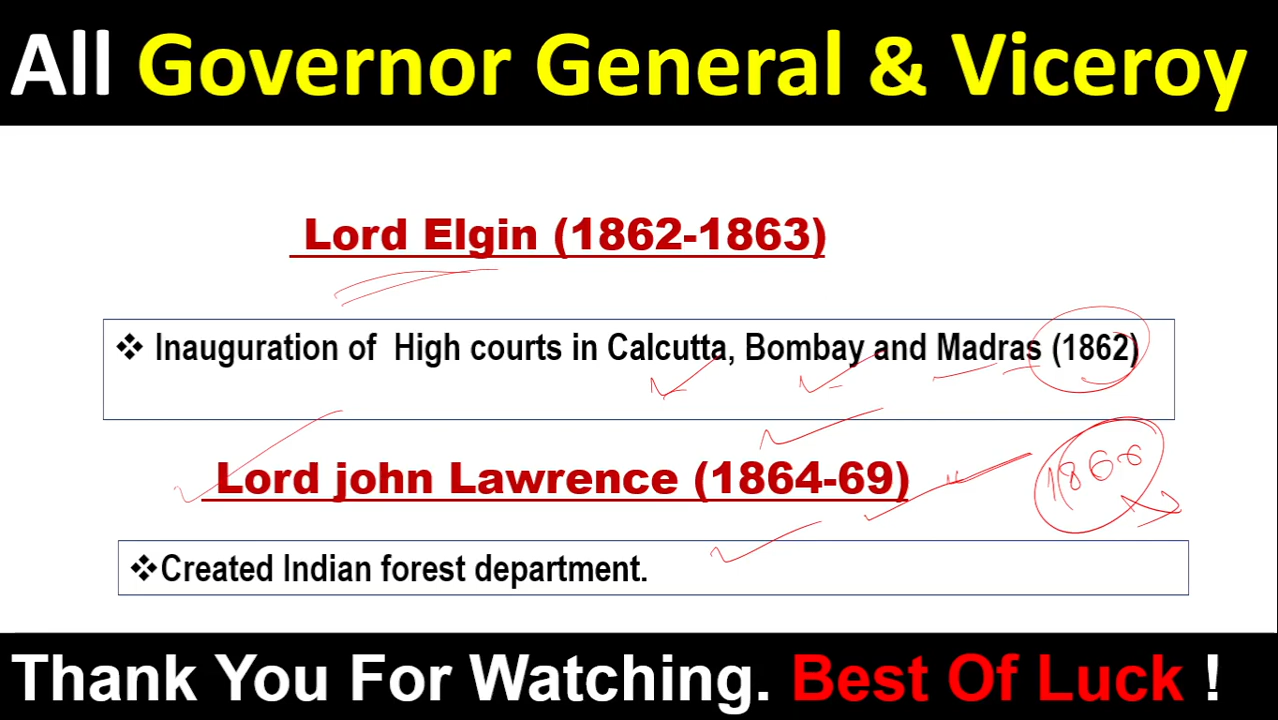 All Governor General & Viceroy
Lord Elgin (1862-1863)
❖ Inauguration of High courts in Calcutta, Bombay and Madras (1862)
Lord john Lawrence (1864-69)
❖Created Indian forest department.
Thank You For Watching. Best Of Luck !